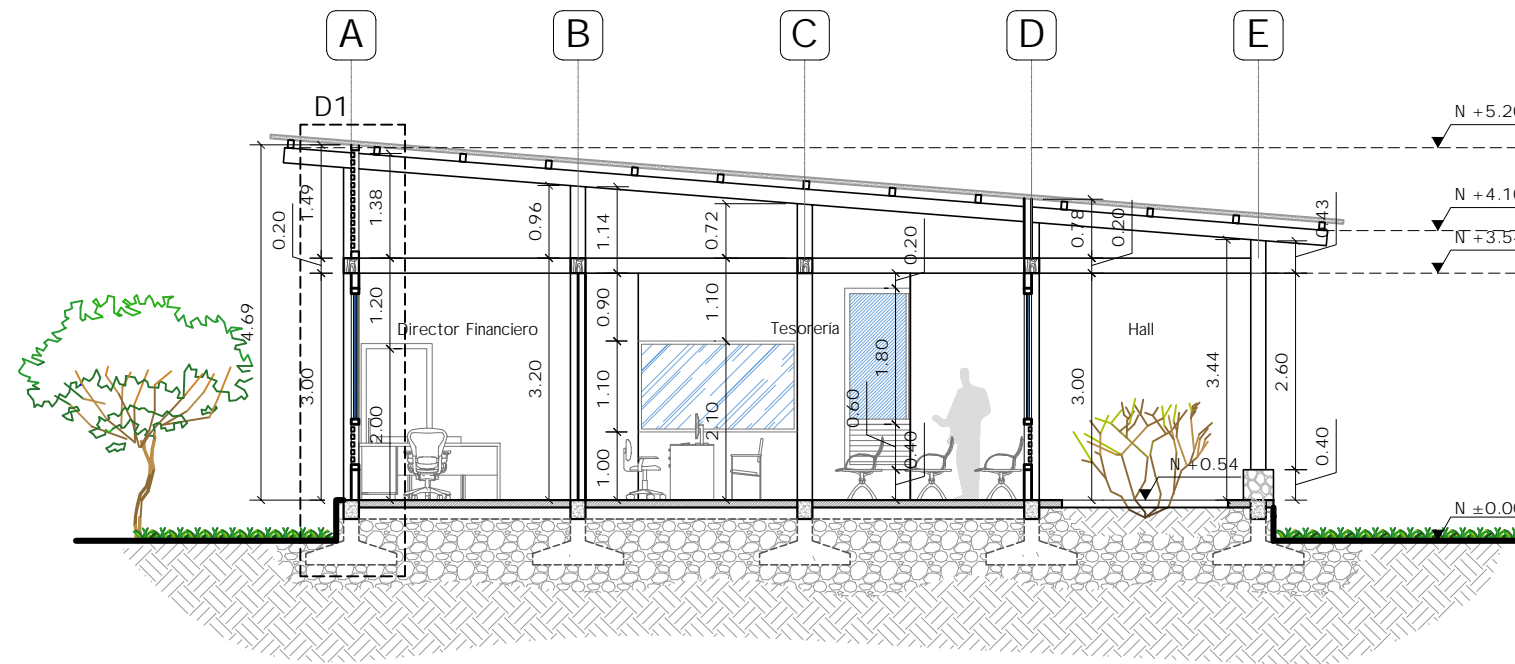 A
B
C
D
E
D1
N +5.20
N +4.10
N +3.54
N +0.54
N ±0.00
Director Financiero
Tesorería
Hall
4.69
0.20
1.49
3.00
1.38
1.20
2.00
0.96
3.20
1.14
0.90
1.10
1.00
0.72
1.10
2.10
0.20
1.80
0.60
0.40
0.78
0.20
3.00
3.44
0.43
2.60
0.40